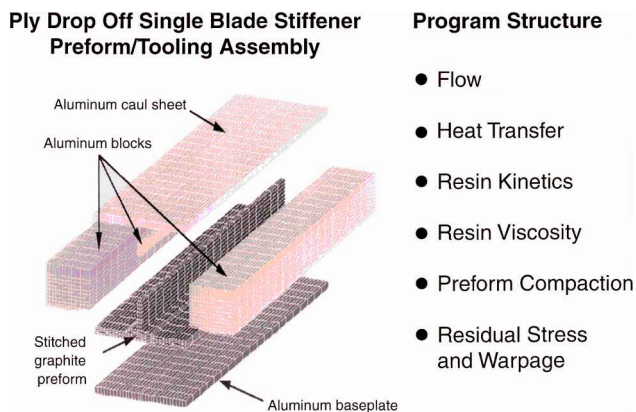 Ply Drop Off Single Blade Stiffener
Preform/Tooling Assembly
Aluminum caul sheet
Aluminum blocks
Stitched
graphite
preform
Aluminum baseplate
Program Structure
● Flow
● Heat Transfer
● Resin Kinetics
● Resin Viscosity
● Preform Compaction
● Residual Stress
and Warpage